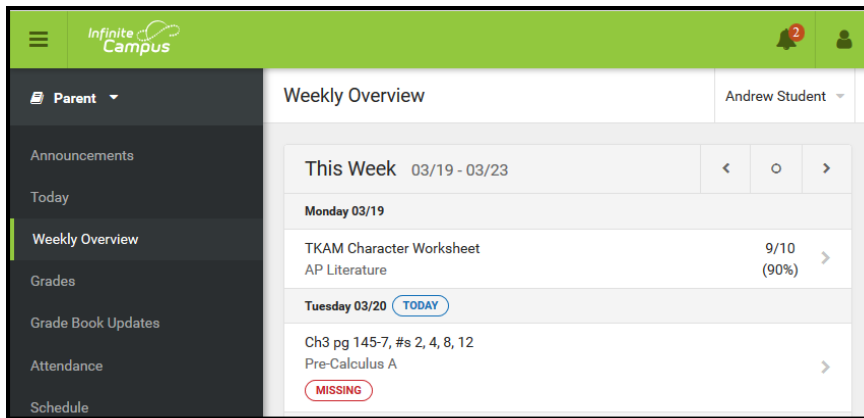 Infinite
Campus
2
Parent
Weekly Overview
Andrew Student
Announcements
Today
Weekly Overview
Grades
Grade Book Updates
Attendance
Schedule
This Week 03/19 - 03/23
Monday 03/19
TKAM Character Worksheet
AP Literature
9/10
(90%)
Tuesday 03/20 TODAY
Ch3 pg 145-7, #s 2, 4, 8, 12
Pre-Calculus A
MISSING